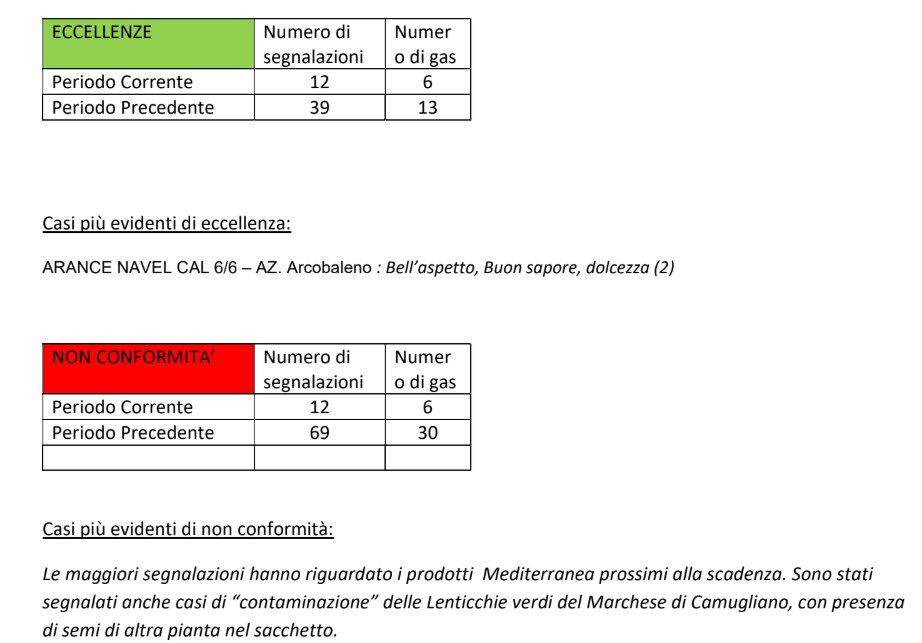 ECCELLENZE Numero di Numer
segnalazioni o di gas
Periodo Corrente 12 6
Periodo Precedente 39 13
Casi più evidenti di eccellenza:
ARANCE NAVEL CAL 6/6 – AZ. Arcobaleno : Bell’aspetto, Buon sapore, dolcezza (2)
NON CONFORMITA’ Numero di Numer
segnalazioni o di gas
Periodo Corrente 12 6
Periodo Precedente 69 30
Casi più evidenti di non conformità:
Le maggiori segnalazioni hanno riguardato i prodotti Mediterranea prossimi alla scadenza. Sono stati
segnalati anche casi di “contaminazione” delle Lenticchie verdi del Marchese di Camugliano, con presenza
di semi di altra pianta nel sacchetto.